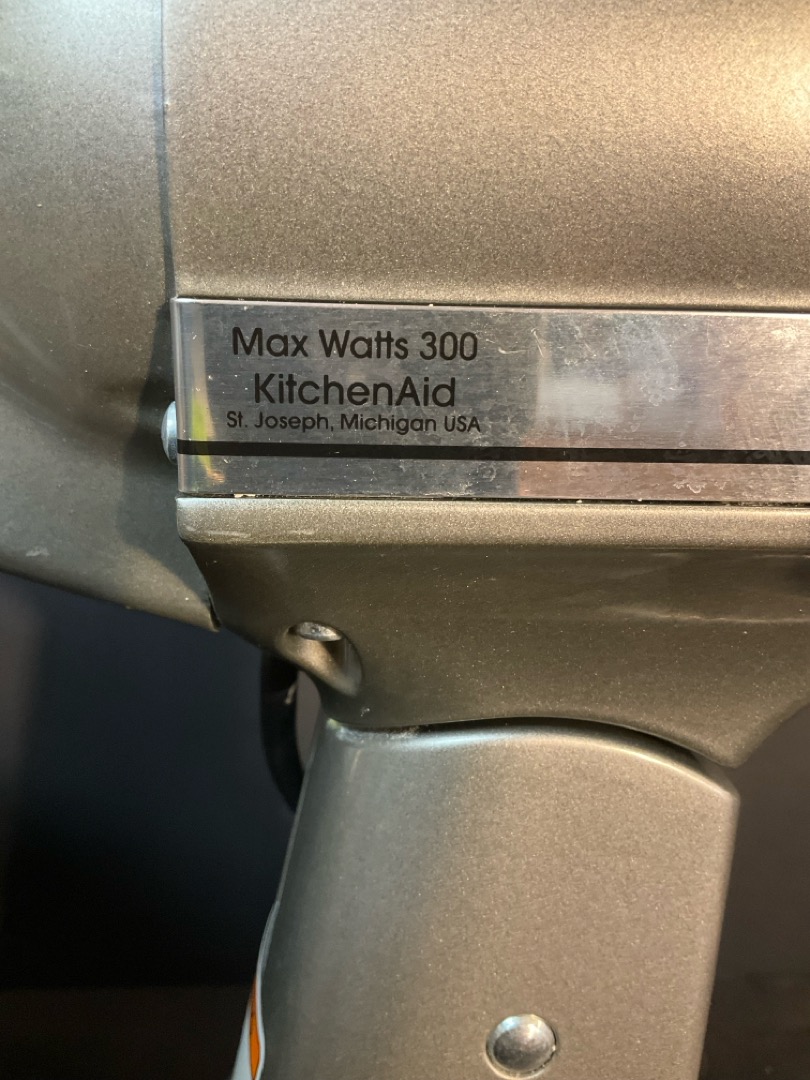 Max Watts 300
KitchenAid
St. Joseph, Michigan USA